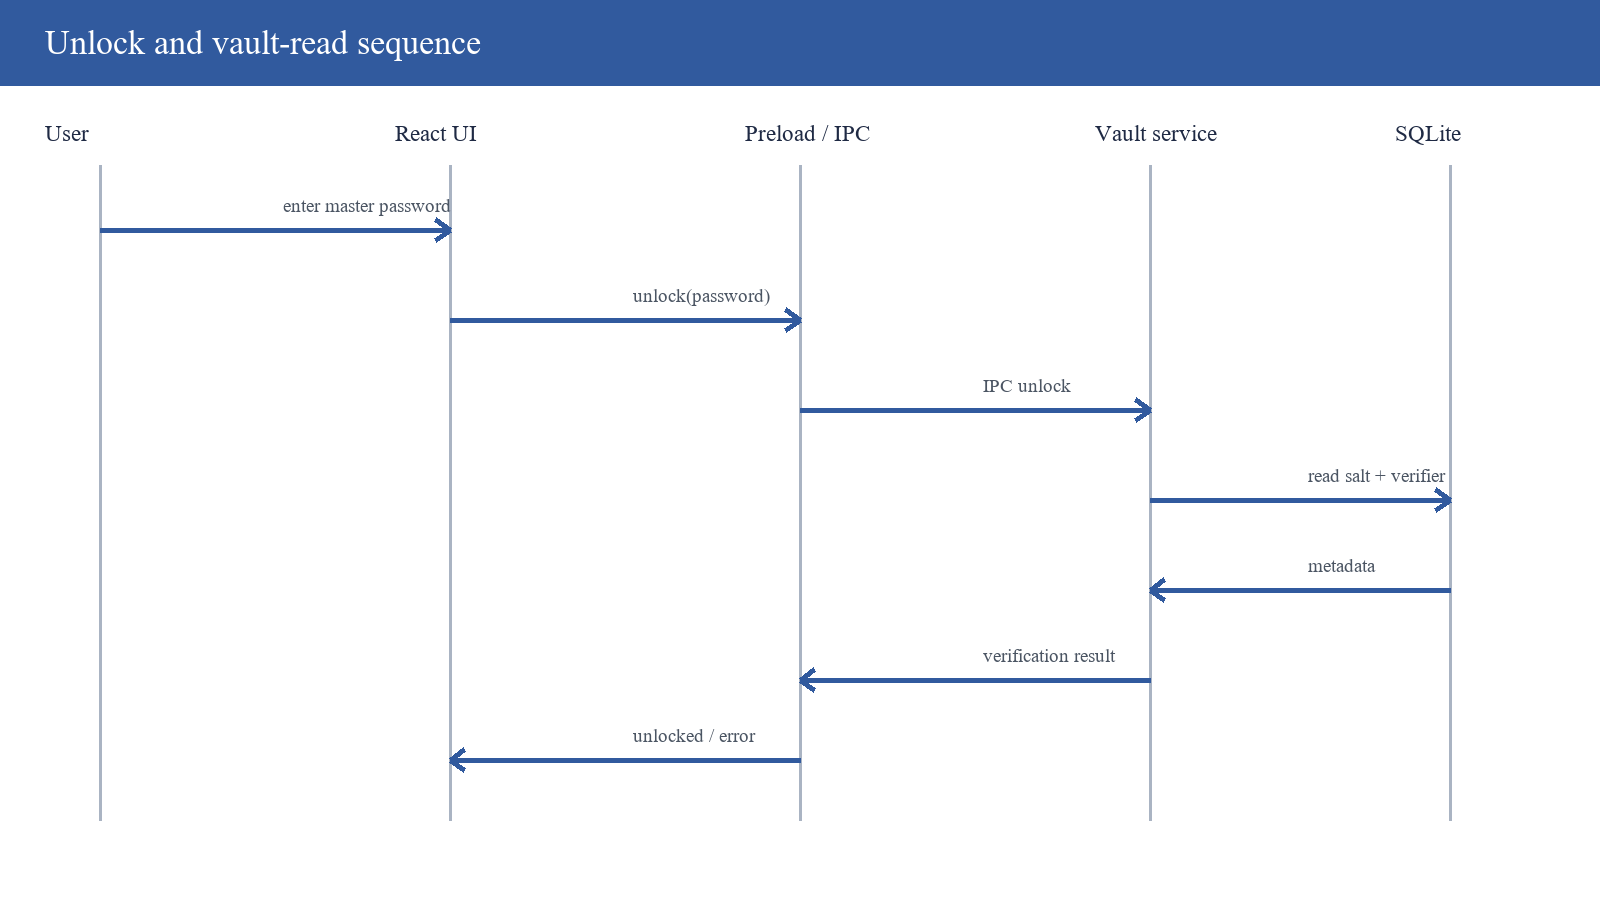 Unlock and vault-read sequence
User
React UI
Preload / IPC
Vault service
SQLite
enter master password
unlock(password)
IPC unlock
read salt + verifier
metadata
verification result
unlocked / error